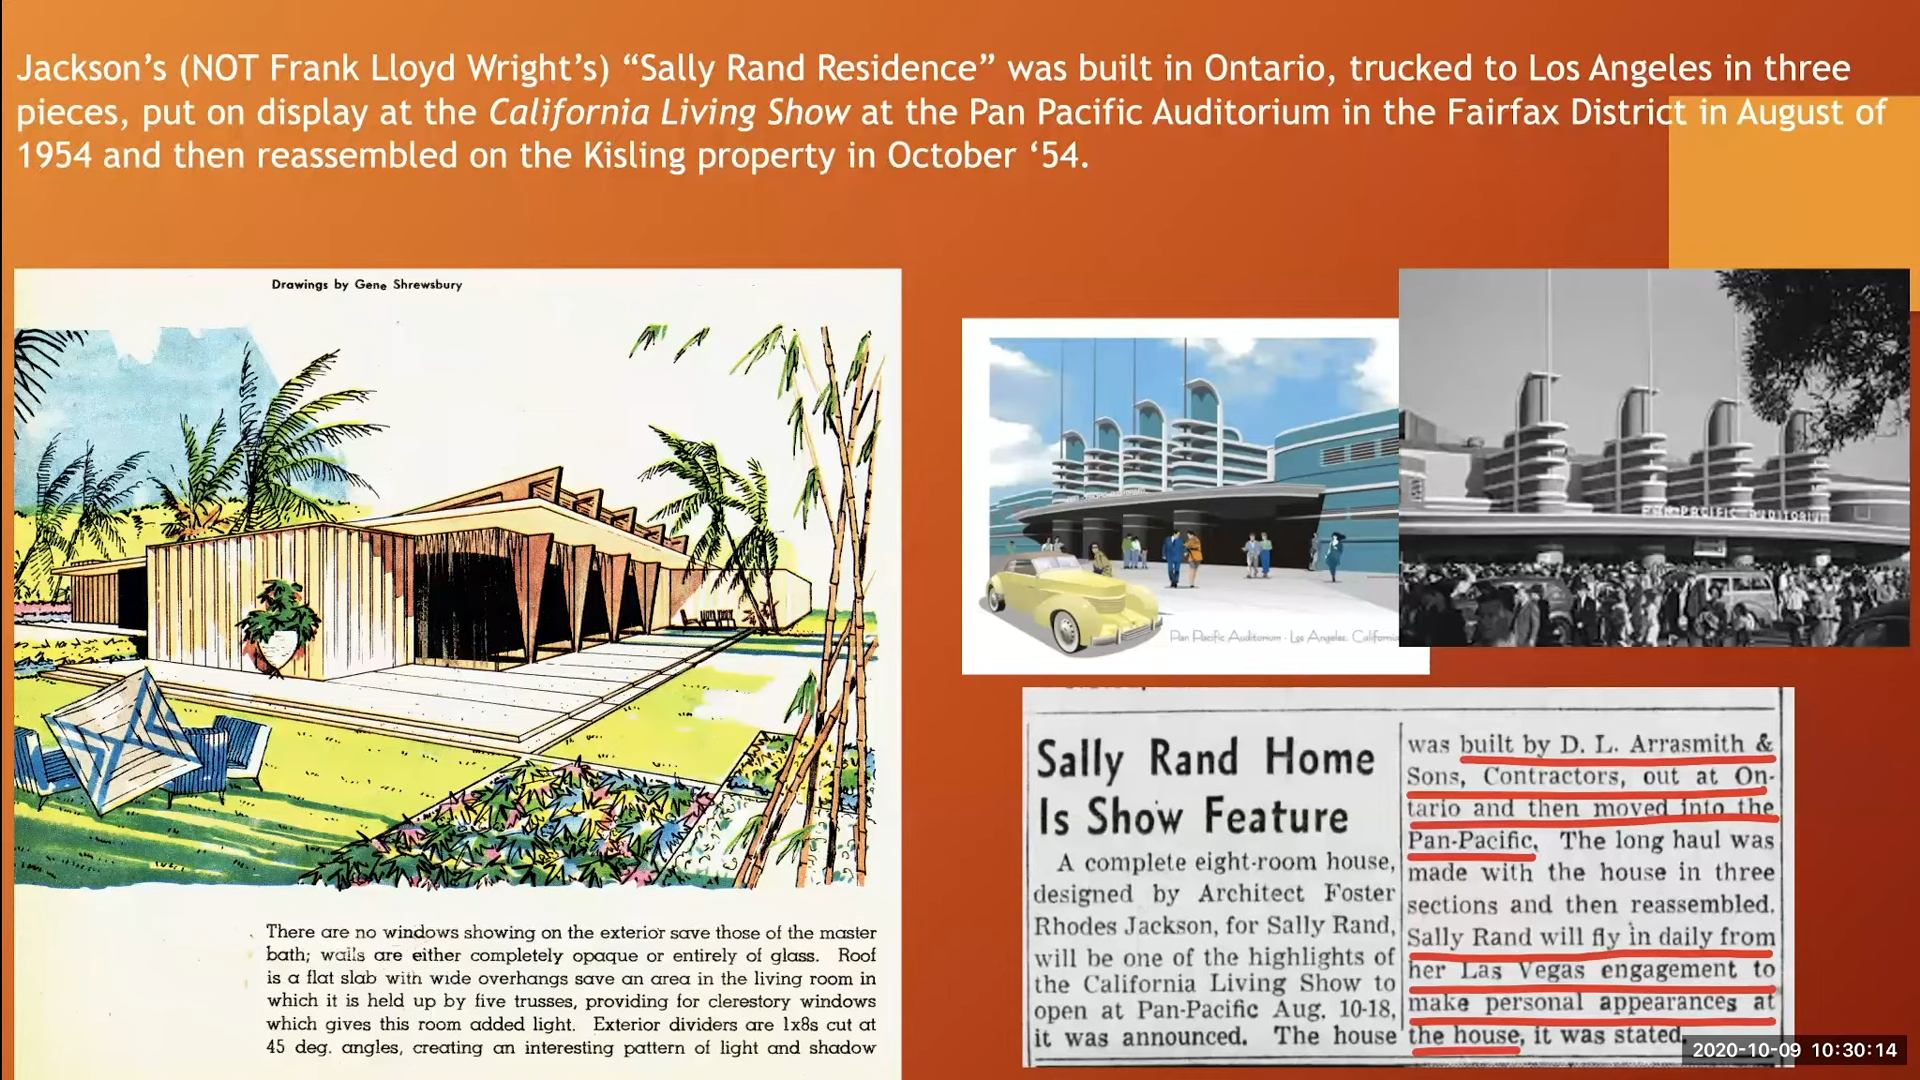 Jackson’s (NOT Frank Lloyd Wright’s) “Sally Rand Residence” was built in Ontario, trucked to Los Angeles in three
pieces, put on display at the California Living Show at the Pan Pacific Auditorium in the Fairfax District in August of
1954 and then reassembled on the Kisling property in October ‘54.
Drawings by Gene Shrewsbury
There are no windows showing on the exterior save those of the master
bath; walls are either completely opaque or entirely of glass. Roof
is a flat slab with wide overhangs save an area in the living room in
which it is held up by five trusses, providing for clerestory windows
which gives this room added light. Exterior dividers are 1x8s cut at
45 deg. angles, creating an interesting pattern of light and shadow
Pan Pacific Auditorium - Los Angeles, California
PAN-PACIFIC AUDITORIUM
Sally Rand Home
Is Show Feature
A complete eight-room house,
designed by Architect Foster
Rhodes Jackson, for Sally Rand,
will be one of the highlights of
the California Living Show to
open at Pan-Pacific Aug. 10-18,
it was announced. The house
was built by D. L. Arrasmith &
Sons, Contractors, out at On-
tario and then moved into the
Pan-Pacific. The long haul was
made with the house in three
sections and then reassembled.
Sally Rand will fly in daily from
her Las Vegas engagement to
make personal appearances at
the house, it was stated.
2020-10-09 10:30:14